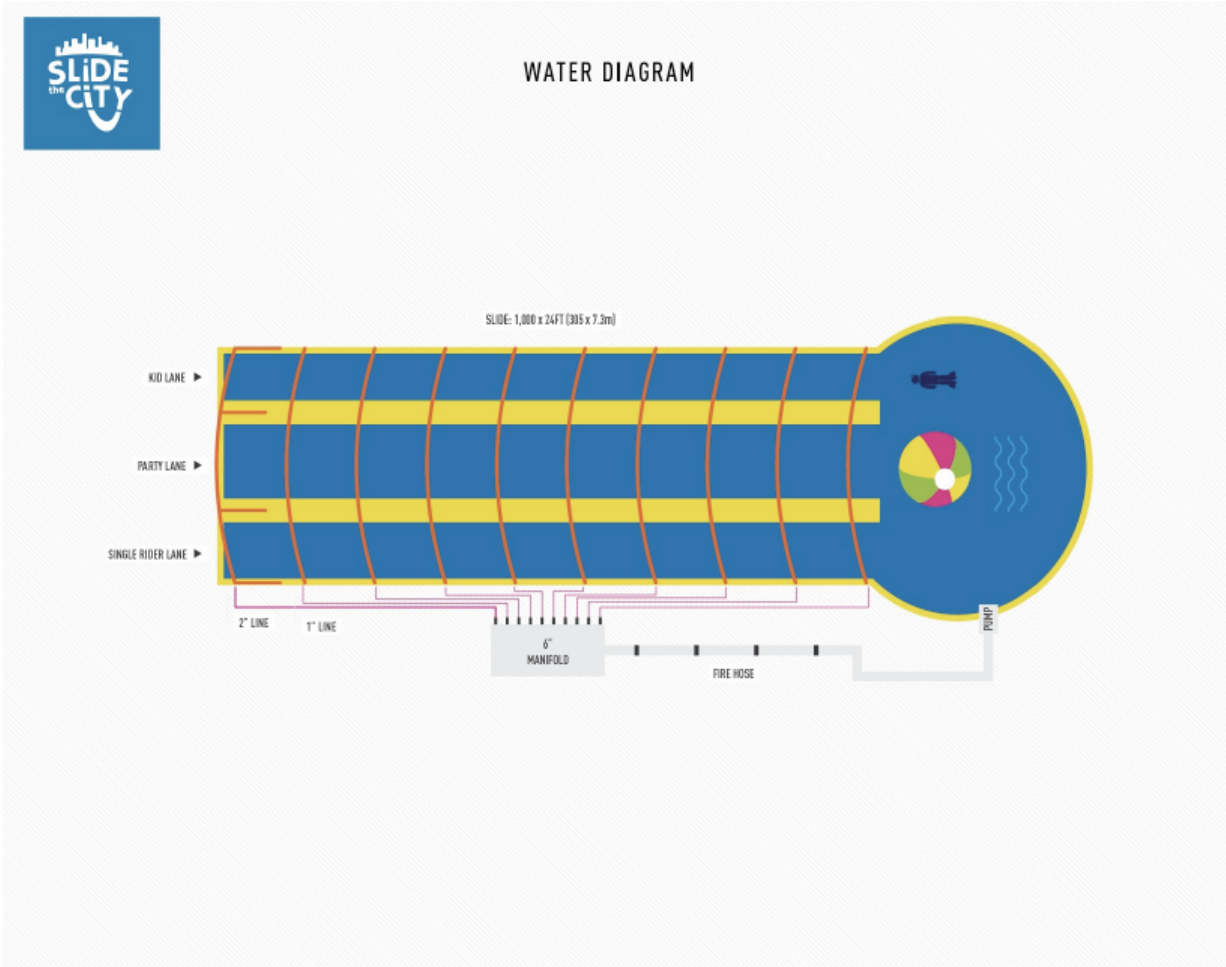 SLiDE
the CiTY
WATER DIAGRAM
SLIDE: 1,000 x 24FT (305 x 7.3m)
KID LANE
PARTY LANE
SINGLE RIDER LANE
2" LINE
1" LINE
6"
MANIFOLD
FIRE HOSE
PUMP